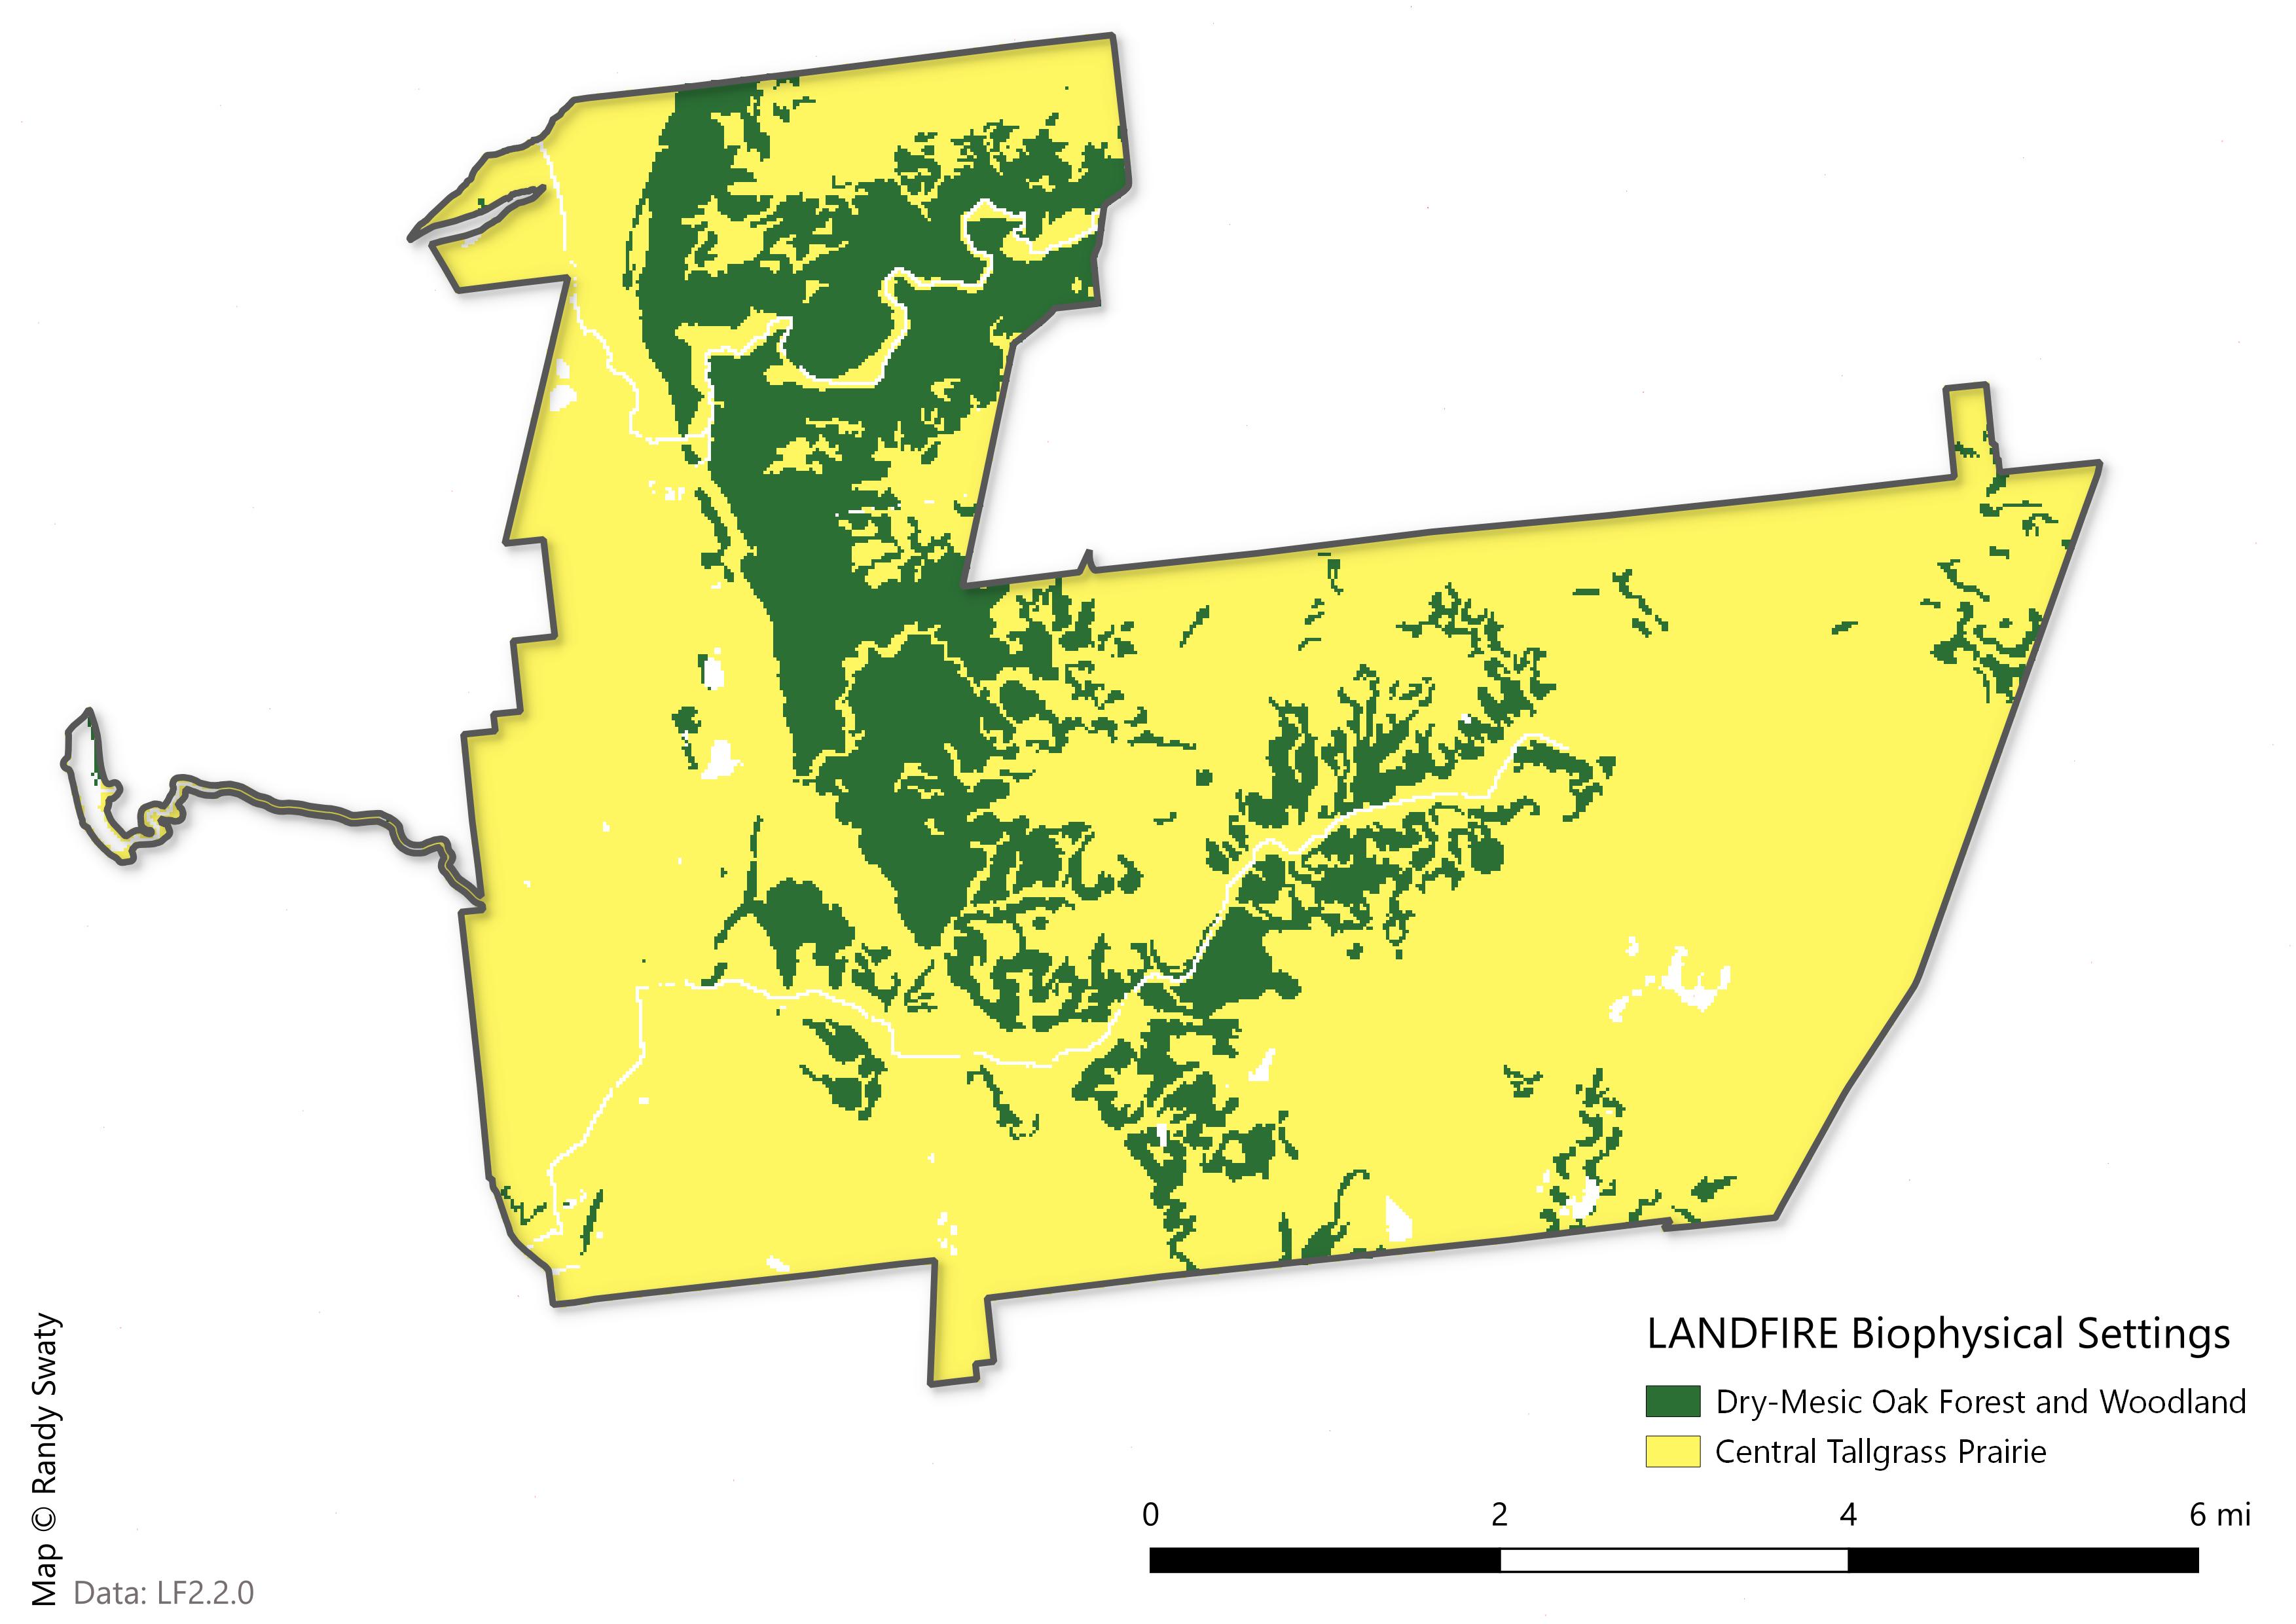 LANDFIRE Biophysical Settings
Dry-Mesic Oak Forest and Woodland
Central Tallgrass Prairie
0 2 4 6 mi
Map © Randy Swaty
Data: LF2.2.0